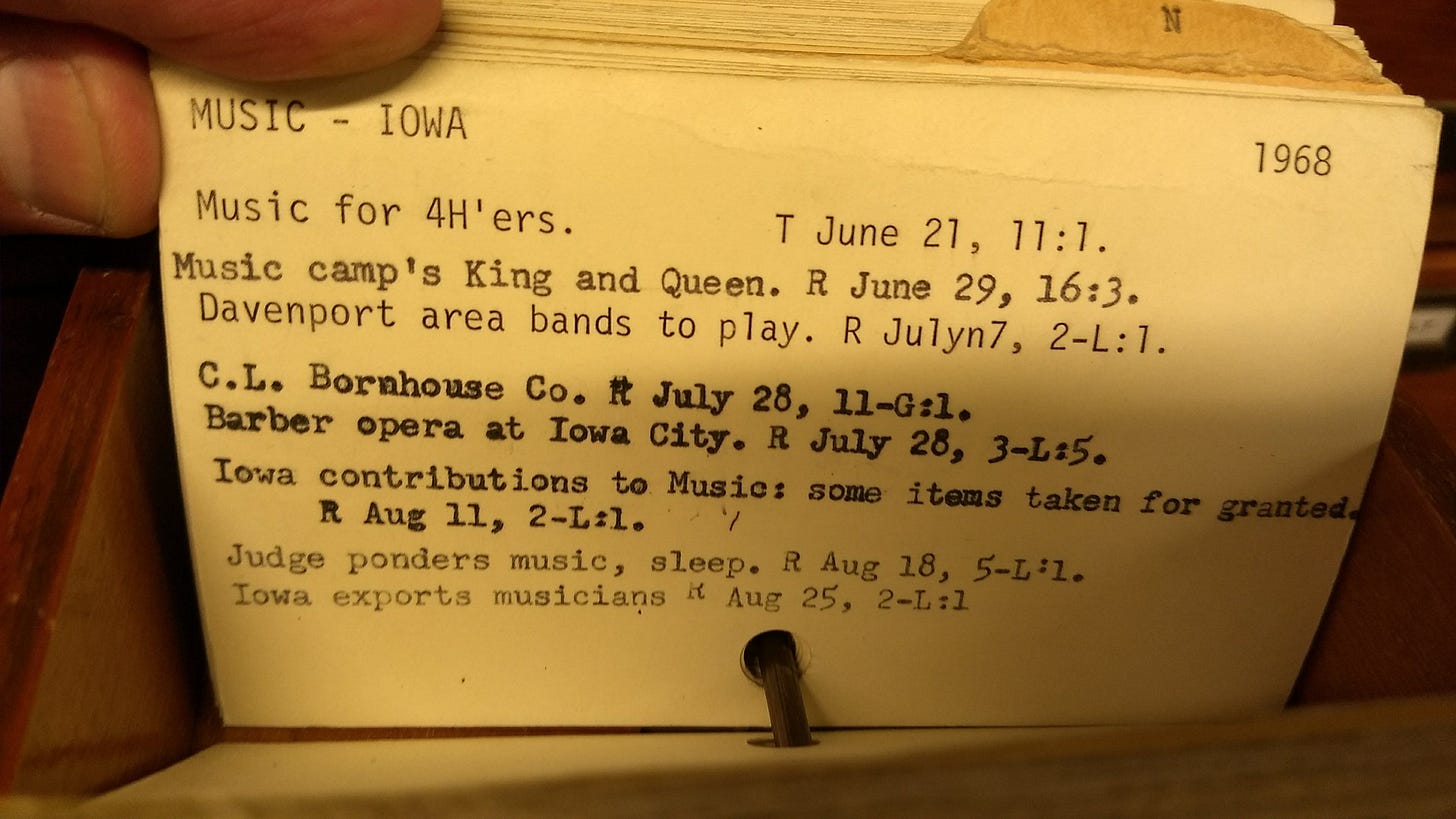 N
MUSIC - IOWA
1968
Music for 4H'ers. T June 21, 11:1.
Music camp's King and Queen. R June 29, 16:3.
Davenport area bands to play. R Julyn7, 2-L:1.
C.L. Bornhouse Co. R July 28, 11-G:1.
Barber opera at Iowa City. R July 28, 3-L:5.
Iowa contributions to Music: some items taken for granted.
R Aug 11, 2-L:1.
Judge ponders music, sleep. R Aug 18, 5-L:1.
Iowa exports musicians R Aug 25, 2-L:1